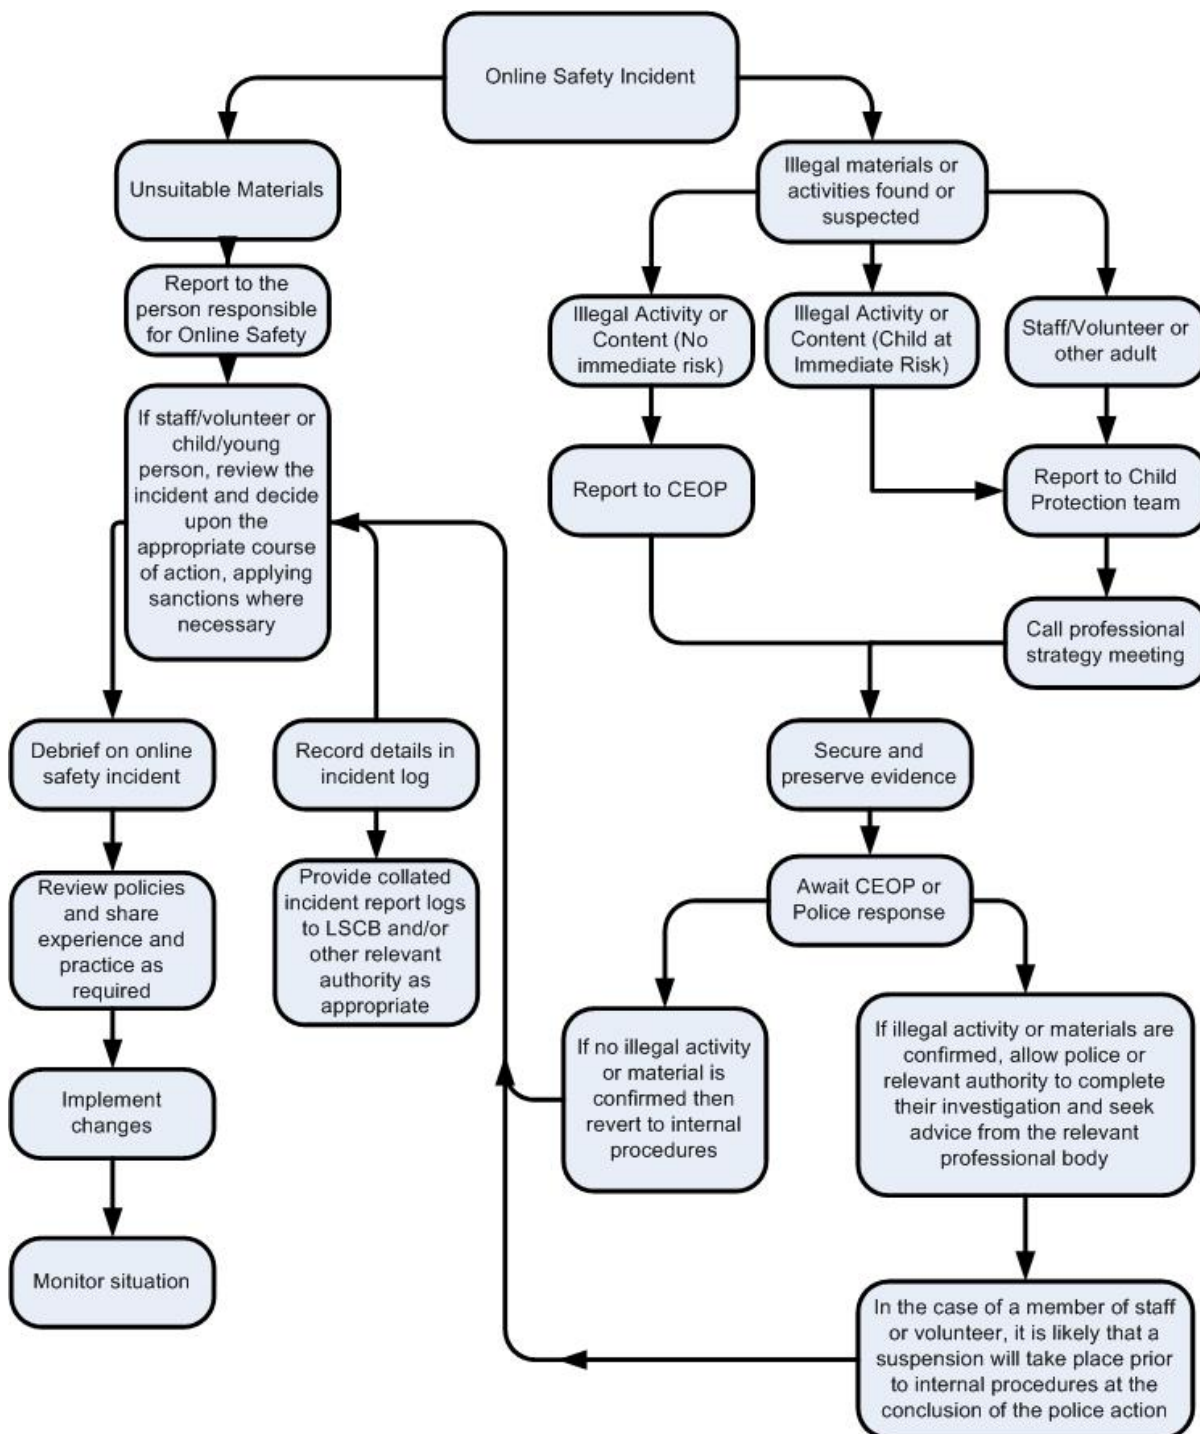 Online Safety Incident
Unsuitable Materials
Report to the
person responsible
for Online Safety
If staff/volunteer or
child/young
person, review the
incident and decide
upon the
appropriate course
of action, applying
sanctions where
necessary
Debrief on online
safety incident
Review policies
and share
experience and
practice as
required
Implement
changes
Monitor situation
Record details in
incident log
Provide collated
incident report logs
to LSCB and/or
other relevant
authority as
appropriate
Illegal materials or
activities found or
suspected
Illegal Activity or
Content (No
immediate risk)
Illegal Activity or
Content (Child at
Immediate Risk)
Staff/Volunteer or
other adult
Report to CEOP
Report to Child
Protection team
Call professional
strategy meeting
Secure and
preserve evidence
Await CEOP or
Police response
If no illegal activity
or material is
confirmed then
revert to internal
procedures
If illegal activity or materials are
confirmed, allow police or
relevant authority to complete
their investigation and seek
advice from the relevant
professional body
In the case of a member of staff
or volunteer, it is likely that a
suspension will take place prior
to internal procedures at the
conclusion of the police action